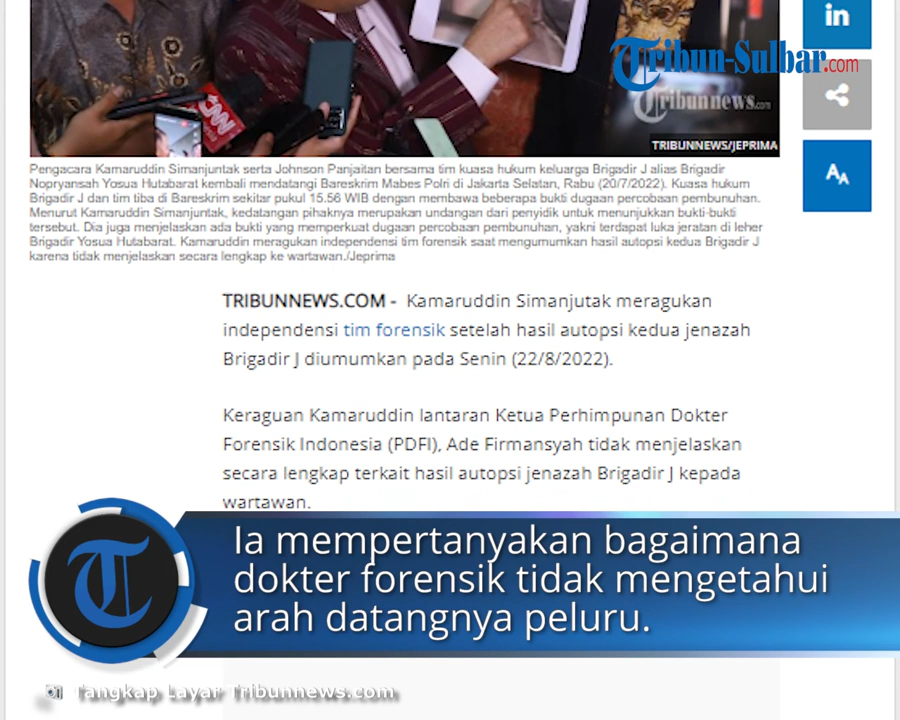 in
Tribun-Sulbar.com
CNN
Tribunnews.com
TRIBUNNEWS/JEPRIMA
AA
Pengacara Kamaruddin Simanjuntak serta Johnson Panjaitan bersama tim kuasa hukum keluarga Brigadir J alias Brigadir
Nopryansah Yosua Hutabarat kembali mendatangi Bareskrim Mabes Polri di Jakarta Selatan, Rabu (20/7/2022). Kuasa hukum
Brigadir J dan tim tiba di Bareskrim sekitar pukul 15.56 WIB dengan membawa beberapa bukti dugaan percobaan pembunuhan.
Menurut Kamaruddin Simanjuntak, kedatangan pihaknya merupakan undangan dari penyidik untuk menunjukkan bukti-bukti
tersebut. Dia juga menjelaskan ada bukti yang memperkuat dugaan percobaan pembunuhan, yakni terdapat luka jeratan di leher
Brigadir Yosua Hutabarat. Kamaruddin meragukan independensi tim forensik saat mengumumkan hasil autopsi kedua Brigadir J
karena tidak menjelaskan secara lengkap ke wartawan./Jeprima
TRIBUNNEWS.COM - Kamaruddin Simanjutak meragukan
independensi tim forensik setelah hasil autopsi kedua jenazah
Brigadir J diumumkan pada Senin (22/8/2022).
Keraguan Kamaruddin lantaran Ketua Perhimpunan Dokter
Forensik Indonesia (PDFI), Ade Firmansyah tidak menjelaskan
secara lengkap terkait hasil autopsi jenazah Brigadir J kepada
wartawan.
Ia mempertanyakan bagaimana
dokter forensik tidak mengetahui
arah datangnya peluru.
T
Tangkap Layar Tribunnews.com